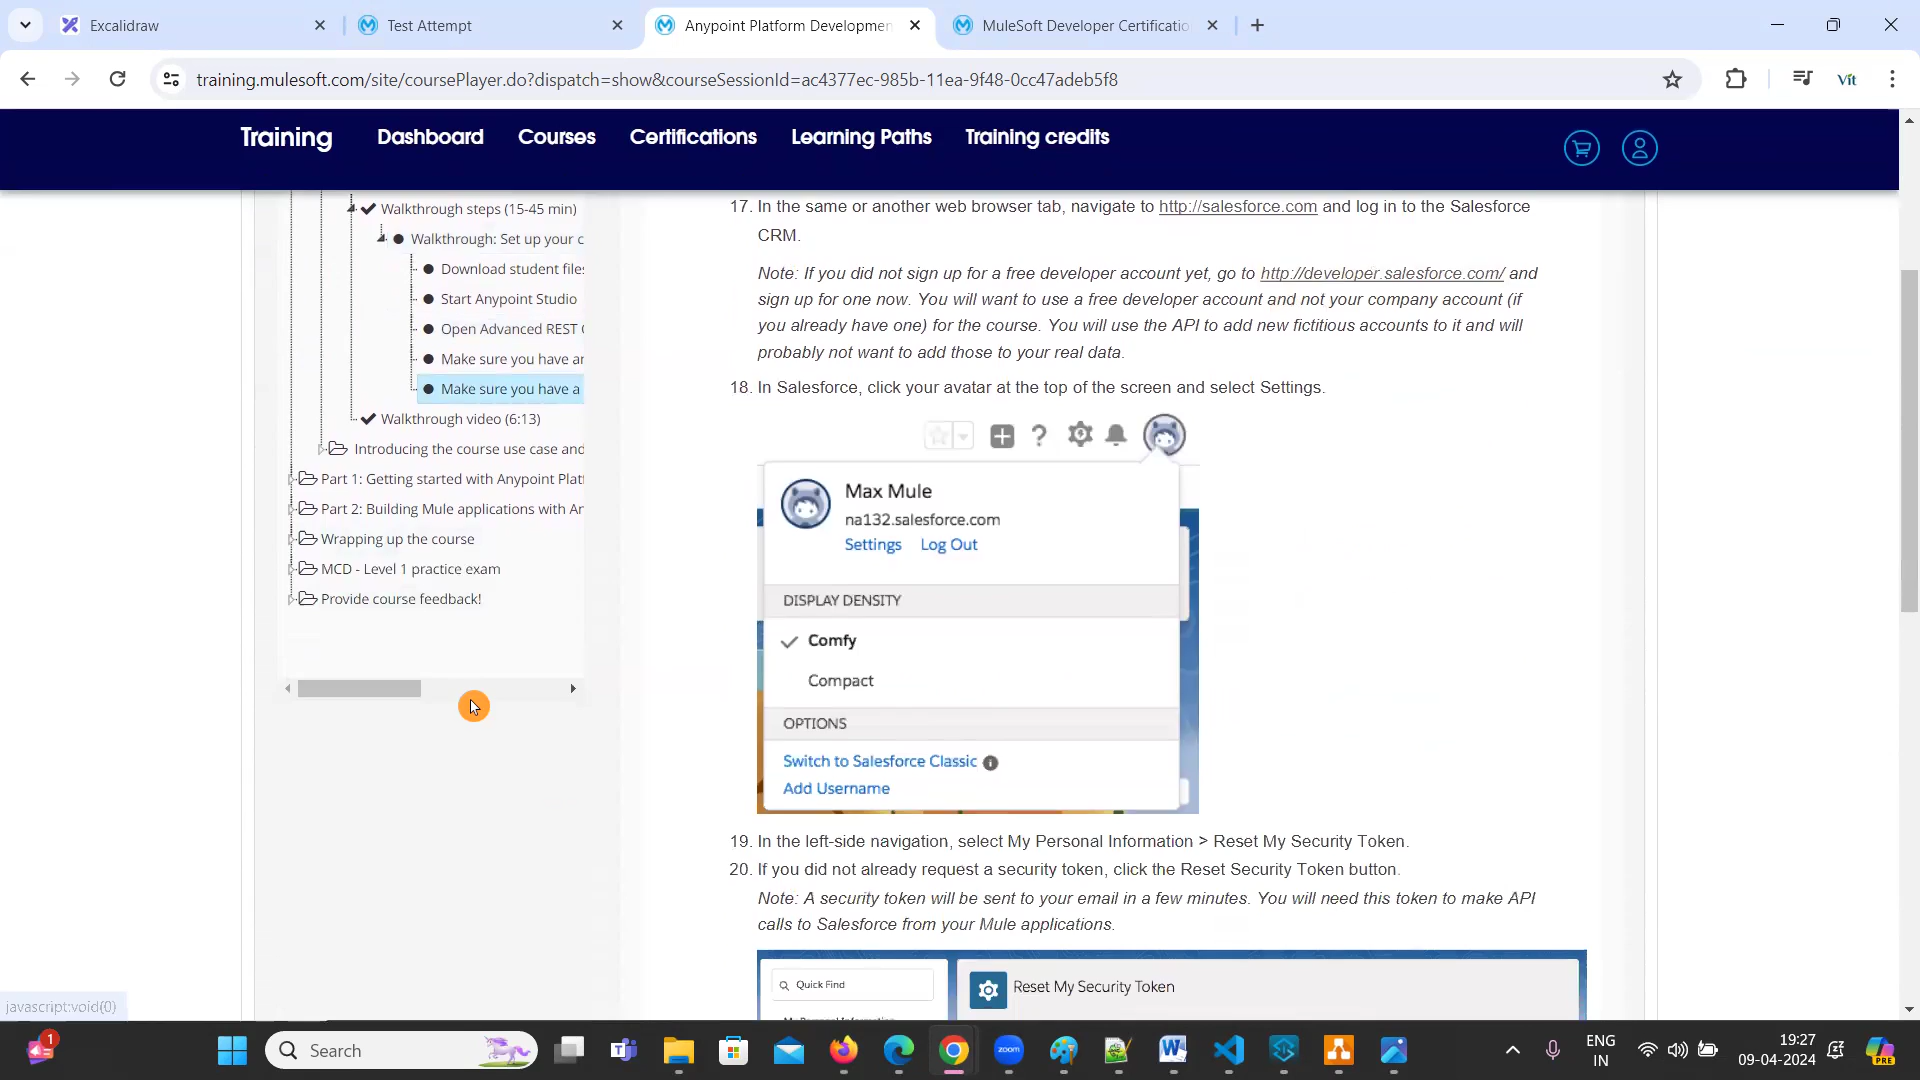 Excalidraw
Test Attempt
Anypoint Platform Developmen
MuleSoft Developer Certificatio
training.mulesoft.com/site/coursePlayer.do?dispatch=show&courseSessionId=ac4377ec-985b-11ea-9f48-0cc47adeb5f8
Vit
Training Dashboard Courses Certifications Learning Paths Training credits
Walkthrough steps (15-45 min)
Walkthrough: Set up your c
Download student files
Start Anypoint Studio
Open Advanced REST C
Make sure you have an
Make sure you have a
Walkthrough video (6:13)
Introducing the course use case and
Part 1: Getting started with Anypoint Platf
Part 2: Building Mule applications with An
Wrapping up the course
MCD - Level 1 practice exam
Provide course feedback!
17. In the same or another web browser tab, navigate to http://salesforce.com and log in to the Salesforce
CRM.
Note: If you did not sign up for a free developer account yet, go to http://developer.salesforce.com/ and
sign up for one now. You will want to use a free developer account and not your company account (if
you already have one) for the course. You will use the API to add new fictitious accounts to it and will
probably not want to add those to your real data.
18. In Salesforce, click your avatar at the top of the screen and select Settings.
Max Mule
na132.salesforce.com
Settings Log Out
DISPLAY DENSITY
Comfy
Compact
OPTIONS
Switch to Salesforce Classic
Add Username
19. In the left-side navigation, select My Personal Information > Reset My Security Token.
20. If you did not already request a security token, click the Reset Security Token button.
Note: A security token will be sent to your email in a few minutes. You will need this token to make API
calls to Salesforce from your Mule applications.
Quick Find
Reset My Security Token
javascript:void(0)
1
Search
zoom
ENG
IN
19:27
09-04-2024
PRE